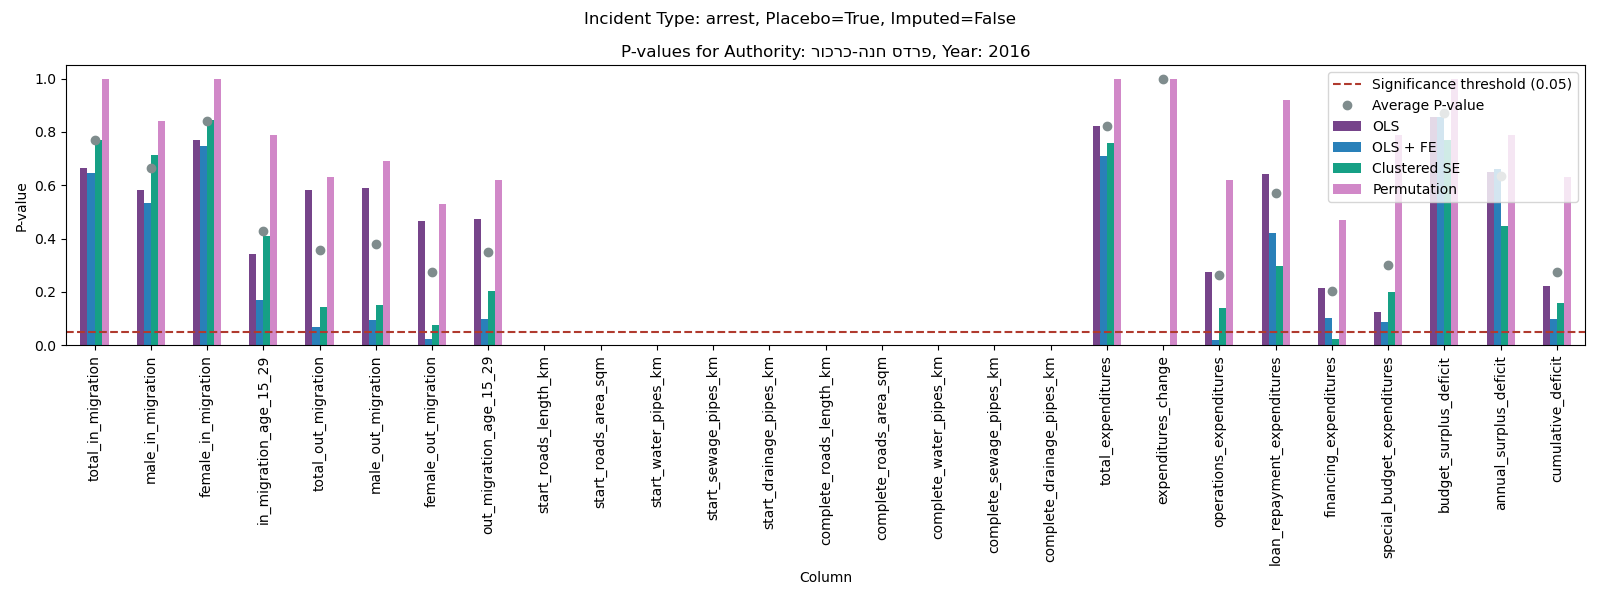 Incident Type: arrest, Placebo=True, Imputed=False
P-values for Authority: פרדס חנה-כרכור, Year: 2016
P-value
1.0
0.8
0.6
0.4
0.2
0.0
Significance threshold (0.05)
Average P-value
OLS
OLS + FE
Clustered SE
Permutation
total_in_migration
male_in_migration
female_in_migration
in_migration_age_15_29
total_out_migration
male_out_migration
female_out_migration
out_migration_age_15_29
start_roads_length_km
start_roads_area_sqm
start_water_pipes_km
start_sewage_pipes_km
start_drainage_pipes_km
complete_roads_length_km
complete_roads_area_sqm
complete_water_pipes_km
complete_sewage_pipes_km
complete_drainage_pipes_km
total_expenditures
expenditures_change
operations_expenditures
loan_repayment_expenditures
financing_expenditures
special_budget_expenditures
budget_surplus_deficit
annual_surplus_deficit
cumulative_deficit
Column